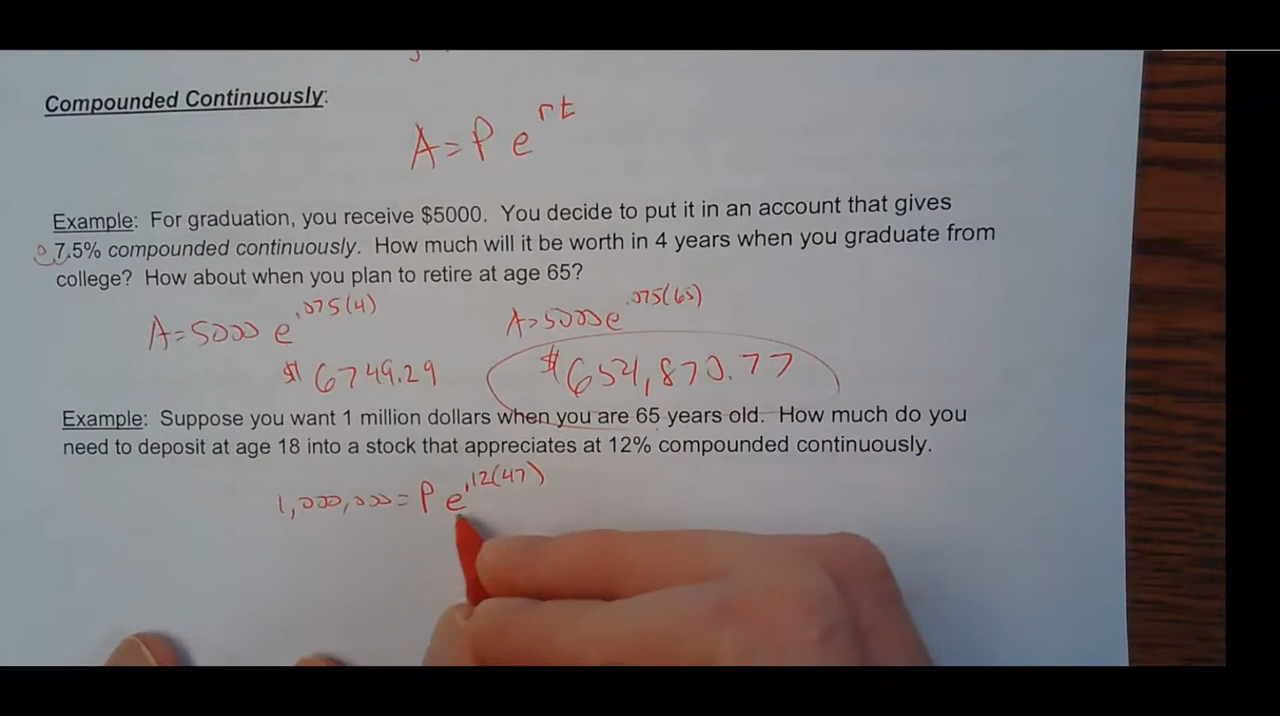 Compounded Continuously:
A = P e^rt
Example: For graduation, you receive $5000. You decide to put it in an account that gives
7.5% compounded continuously. How much will it be worth in 4 years when you graduate from
college? How about when you plan to retire at age 65?
A = 5000 e^.075(4)
$6749.29
A = 5000 e^.075(65)
$654,870.77
Example: Suppose you want 1 million dollars when you are 65 years old. How much do you
need to deposit at age 18 into a stock that appreciates at 12% compounded continuously.
1,000,000 = P e^.12(47)